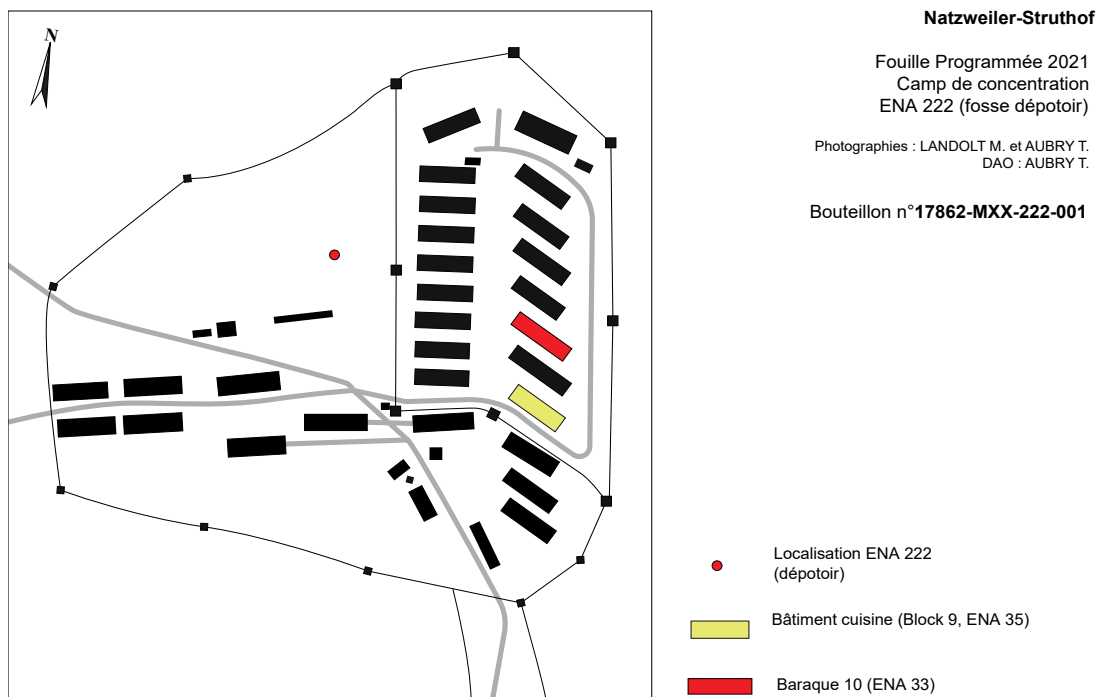 N
Natzweiler-Struthof
Fouille Programmée 2021
Camp de concentration
ENA 222 (fosse dépotoir)
Photographies : LANDOLT M. et AUBRY T.
DAO : AUBRY T.
Bouteillon n°17862-MXX-222-001
Localisation ENA 222
(dépotoir)
Bâtiment cuisine (Block 9, ENA 35)
Baraque 10 (ENA 33)